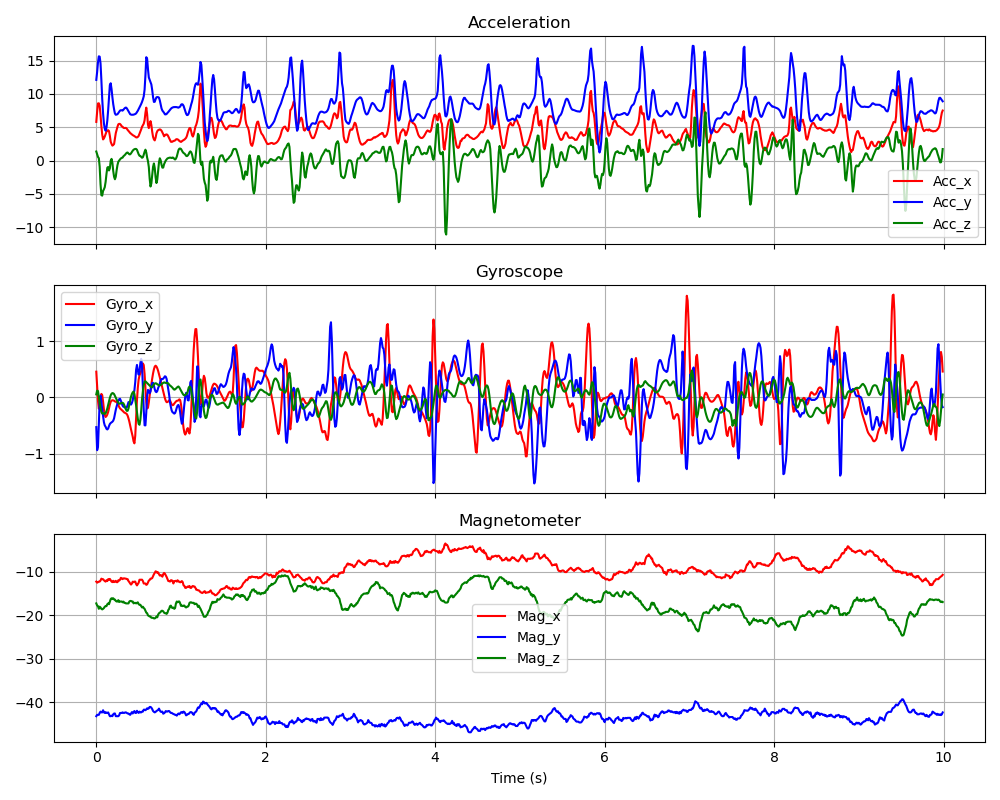 Acceleration
15
10
5
0
−5
−10
Acc_x
Acc_y
Acc_z
Gyroscope
Gyro_x
Gyro_y
Gyro_z
1
0
−1
Magnetometer
−10
−20
−30
−40
Mag_x
Mag_y
Mag_z
0 2 4 6 8 10
Time (s)